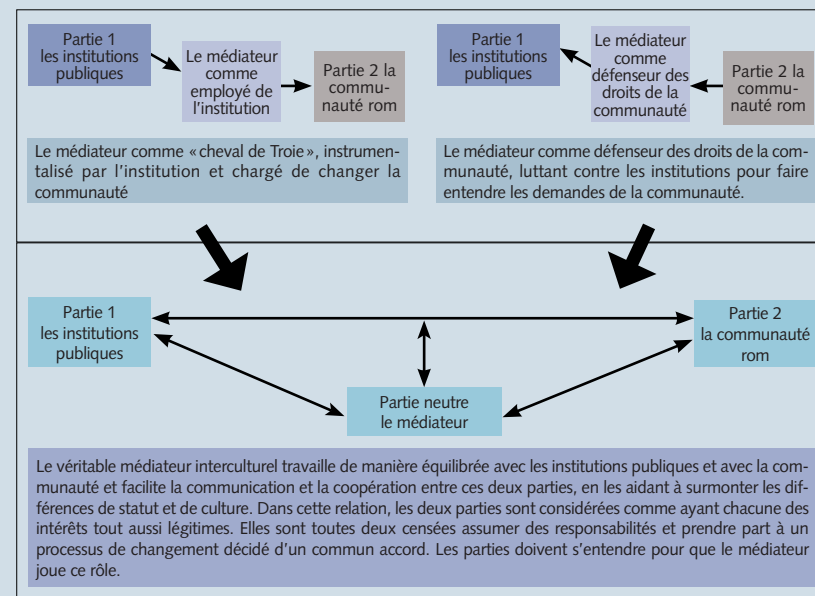 Partie 1
les institutions
publiques
Le médiateur
comme
employé de
l'institution
Partie 2 la
commu-
nauté rom
Le médiateur comme « cheval de Troie », instrumen-
talisé par l'institution et chargé de changer la
communauté
Partie 1
les institutions
publiques
Le médiateur
comme
défenseur des
droits de la
communauté
Partie 2 la
commu-
nauté rom
Le médiateur comme défenseur des droits de la com-
munauté, luttant contre les institutions pour faire
entendre les demandes de la communauté.
Partie 1
les institutions
publiques
Partie 2
la communauté
rom
Partie neutre
le médiateur
Le véritable médiateur interculturel travaille de manière équilibrée avec les institutions publiques et avec la com-
munauté et facilite la communication et la coopération entre ces deux parties, en les aidant à surmonter les dif-
férences de statut et de culture. Dans cette relation, les deux parties sont considérées comme ayant chacune des
intérêts tout aussi légitimes. Elles sont toutes deux censées assumer des responsabilités et prendre part à un
processus de changement décidé d'un commun accord. Les parties doivent s'entendre pour que le médiateur
joue ce rôle.